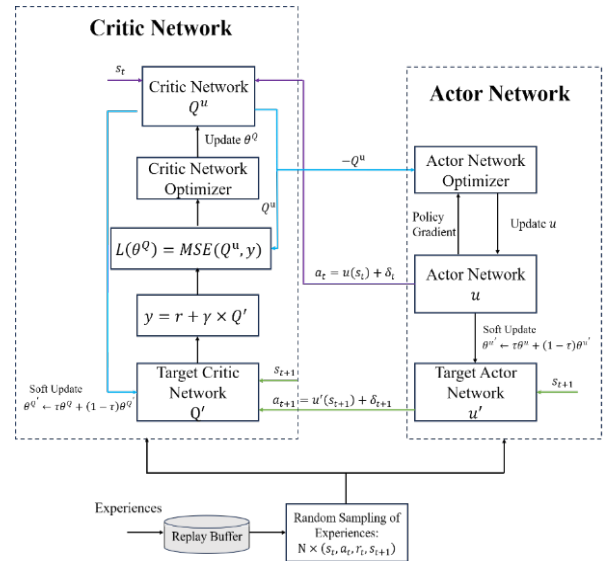 Critic Network
Actor Network
s_t
Critic Network
Q^u
Update θ^Q
Critic Network
Optimizer
Q^u
−Q^u
Actor Network
Optimizer
Policy
Gradient
Update u
L(θ^Q) = MSE(Q^u, y)
a_t = u(s_t) + δ_t
Actor Network
u
y = r + γ × Q'
Soft Update
θ^{u'} ← τθ^u + (1 − τ)θ^{u'}
Target Critic
Network
Q'
s_{t+1}
a_{t+1} = u'(s_{t+1}) + δ_{t+1}
Soft Update
θ^{Q'} ← τθ^Q + (1 − τ)θ^{Q'}
Target Actor
Network
u'
s_{t+1}
Experiences
Replay Buffer
Random Sampling of
Experiences:
N × (s_t, a_t, r_t, s_{t+1})